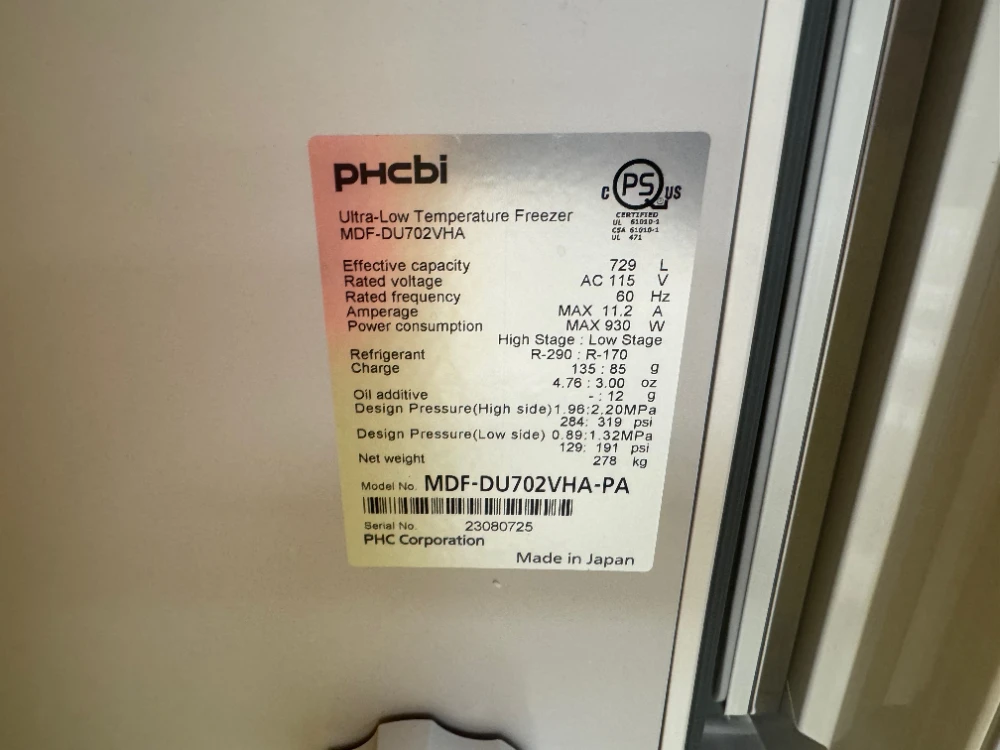 PHCbi
C PS US
CERTIFIED
UL 61010-1
CSA 61010-1
UL 471
Ultra-Low Temperature Freezer
MDF-DU702VHA
Effective capacity 729 L
Rated voltage AC 115 V
Rated frequency 60 Hz
Amperage MAX 11.2 A
Power consumption MAX 930 W
High Stage : Low Stage
Refrigerant R-290 : R-170
Charge 135 : 85 g
4.76 : 3.00 oz
Oil additive - : 12 g
Design Pressure(High side) 1.96:2.20MPa
284: 319 psi
Design Pressure(Low side) 0.89:1.32MPa
129: 191 psi
Net weight 278 kg
Model No. MDF-DU702VHA-PA
Serial No. 23080725
PHC Corporation
Made in Japan